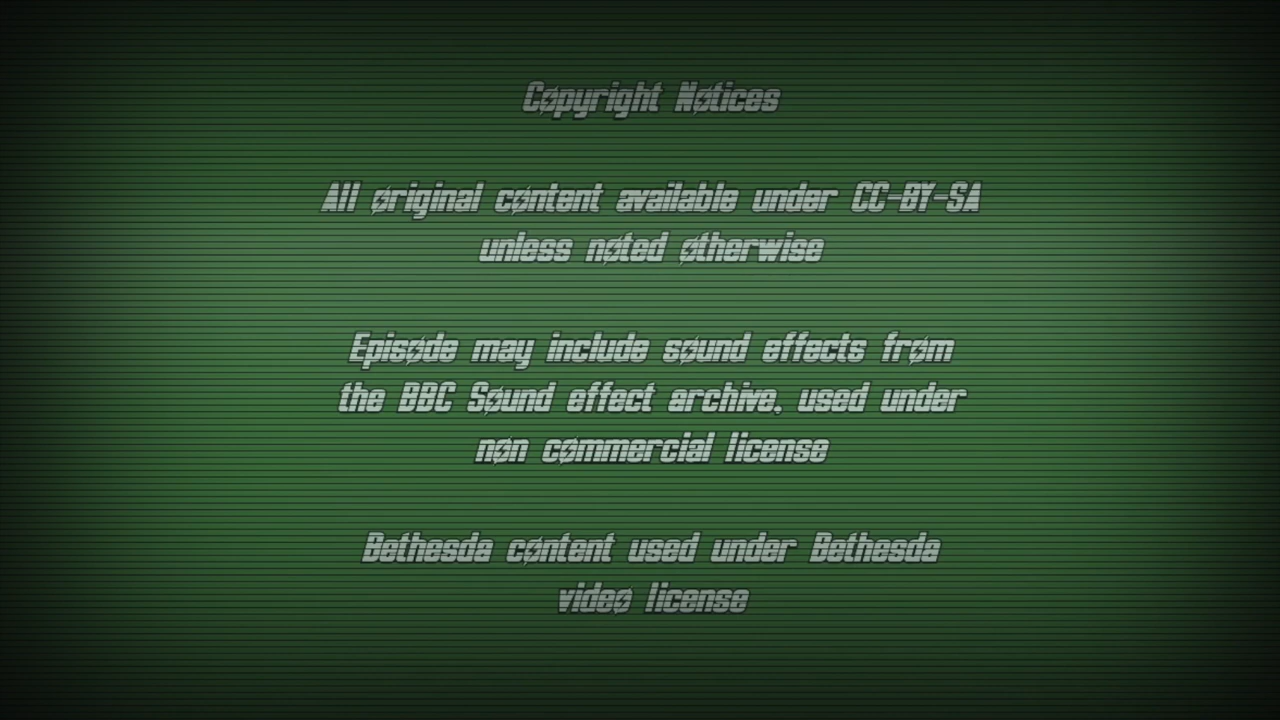 Copyright Notices
All original content available under CC-BY-SA
unless noted otherwise
Episode may include sound effects from
the BBC Sound effect archive, used under
non commercial license
Bethesda content used under Bethesda
video license